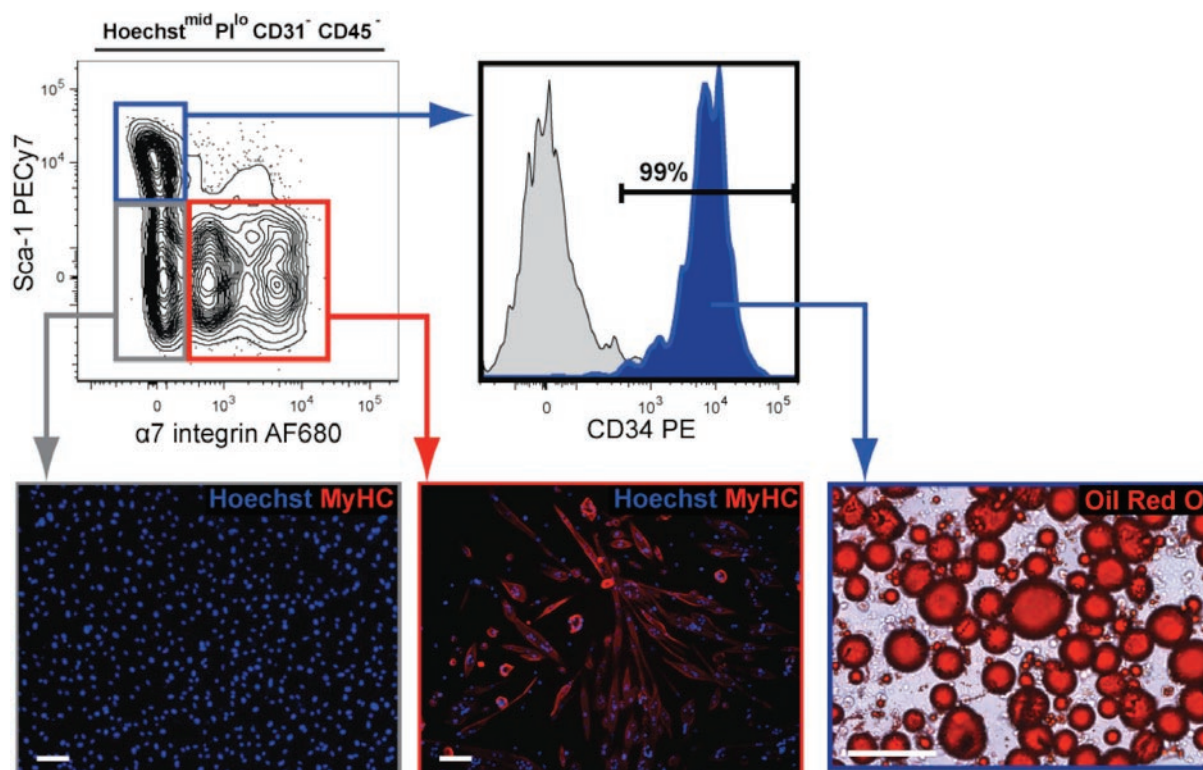 Hoechst^mid PI^lo CD31^- CD45^-
10^5
10^4
0
Sca-1 PECy7
0 10^3 10^4 10^5
α7 integrin AF680
99%
0 10^3 10^4 10^5
CD34 PE
Hoechst MyHC
Hoechst MyHC
Oil Red O